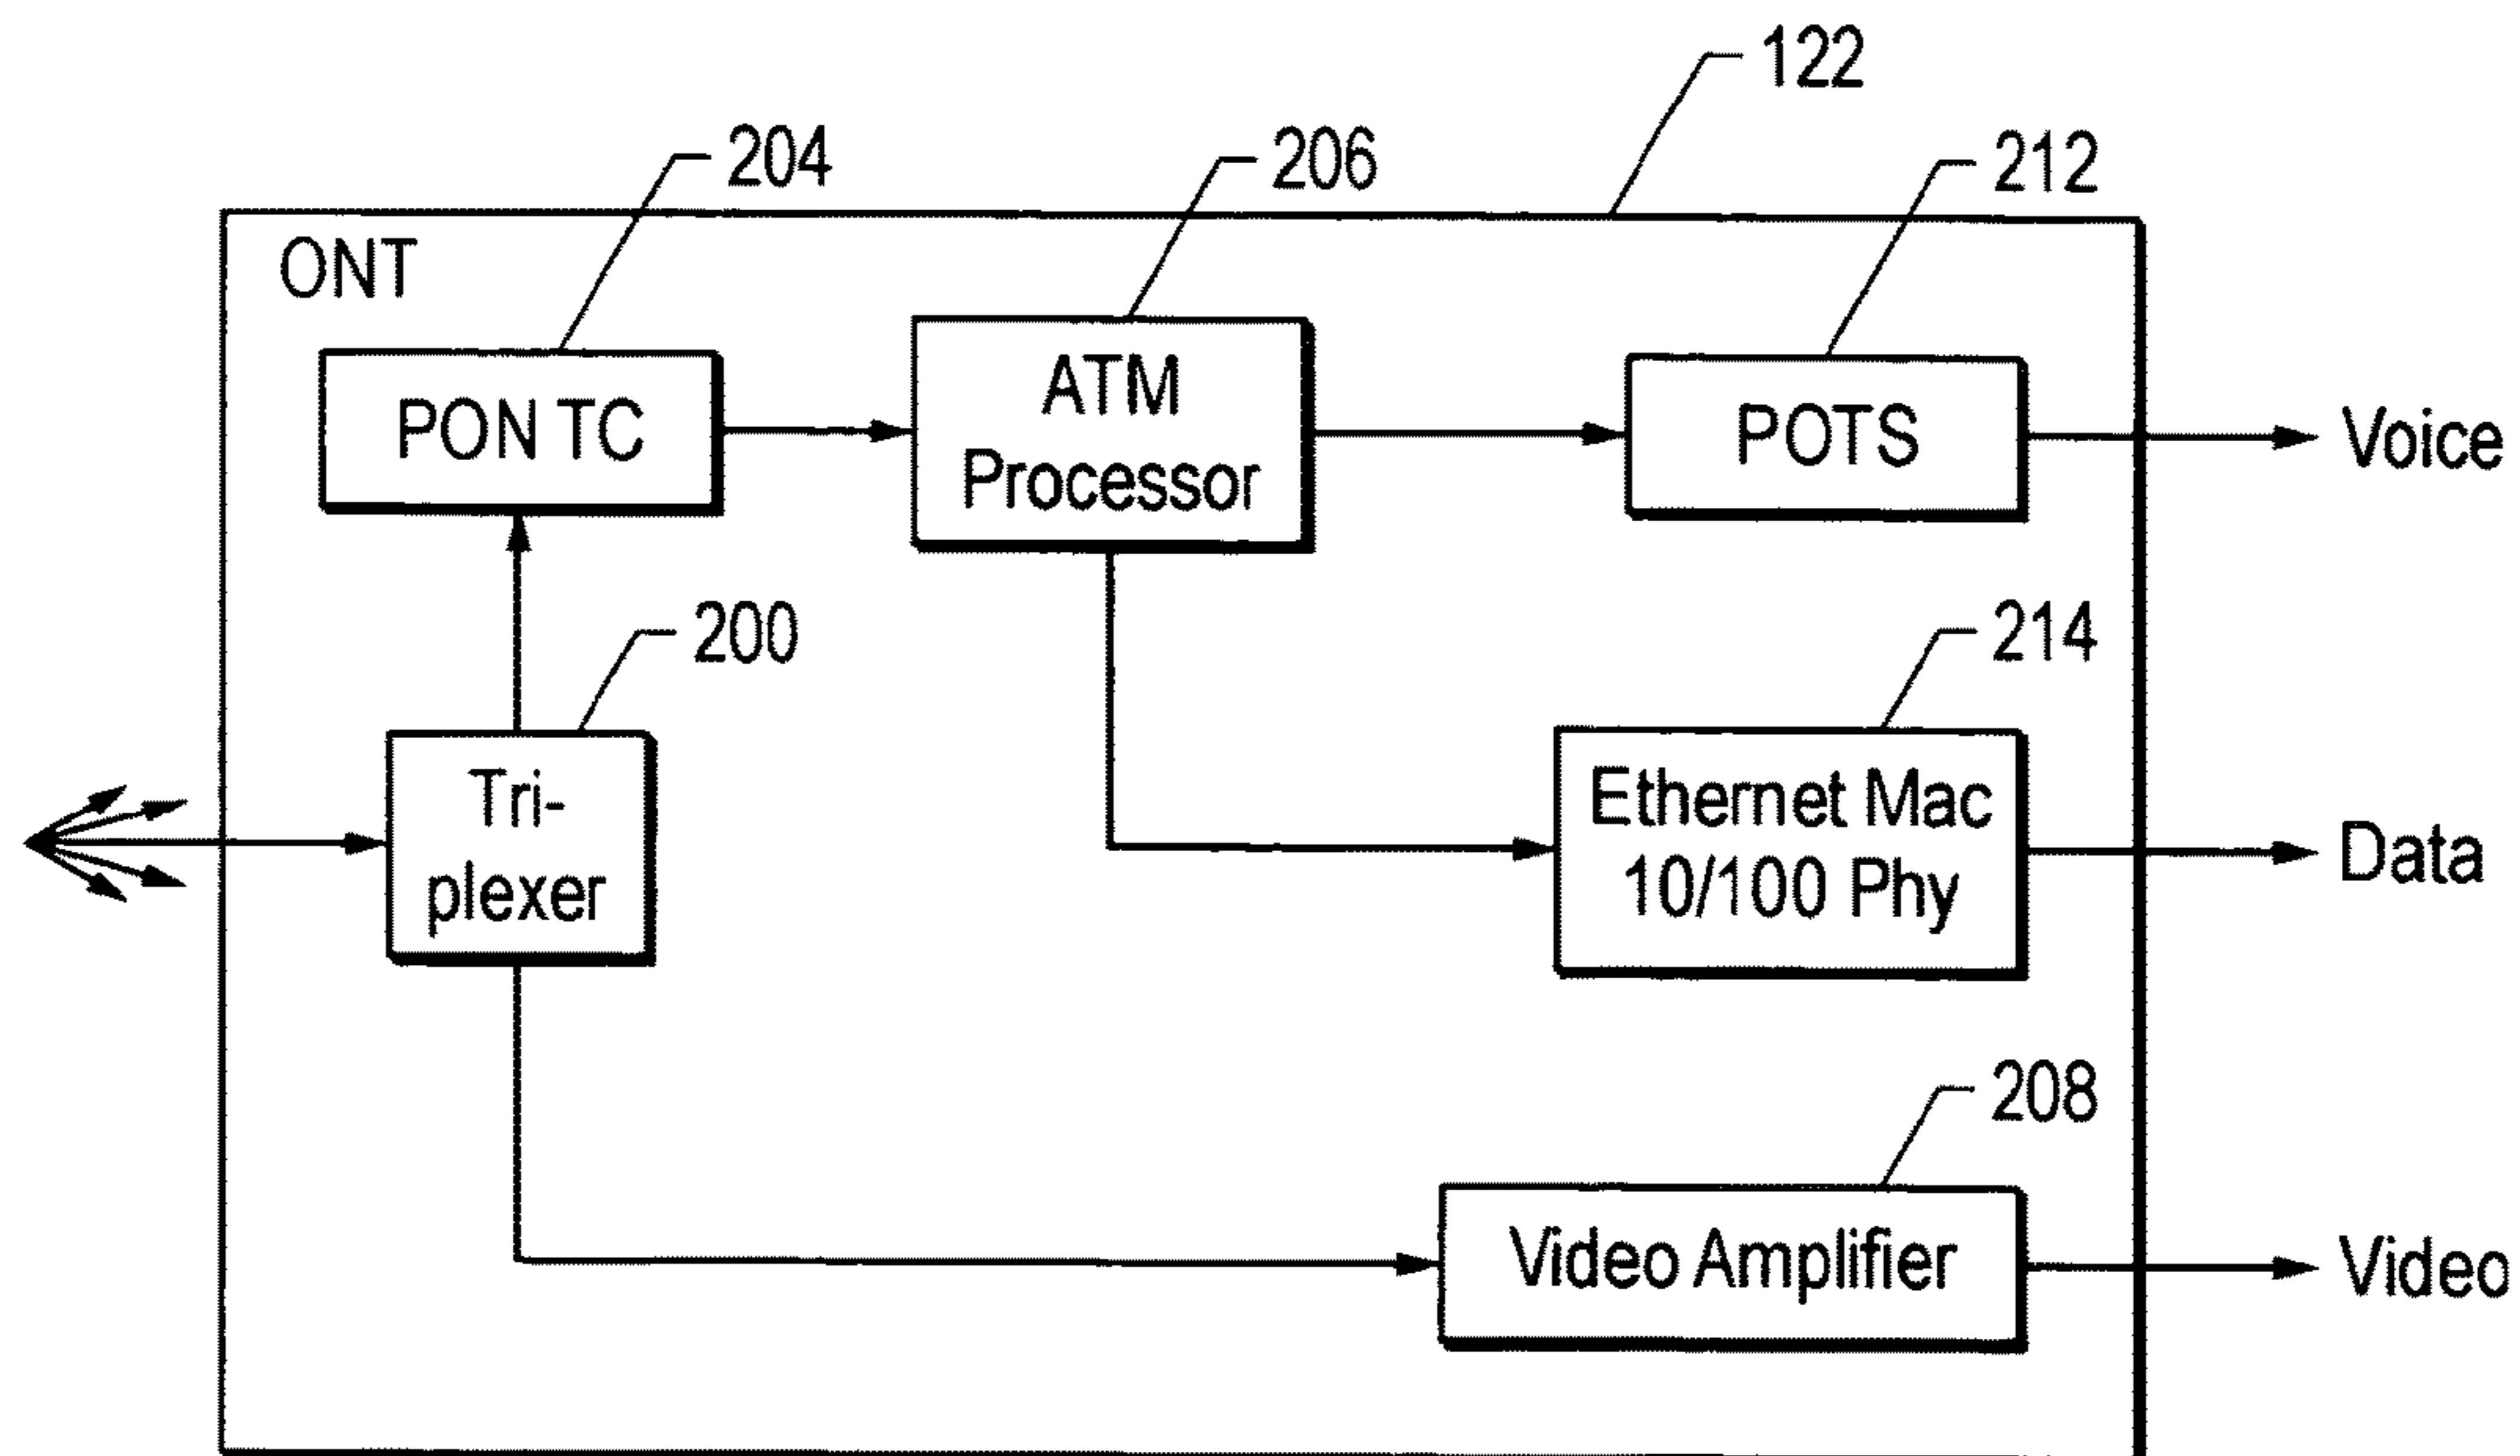 122
204
206
212
ONT
PON TC
ATM
Processor
POTS
Voice
200
214
Tri-
plexer
Ethernet Mac
10/100 Phy
Data
208
Video Amplifier
Video